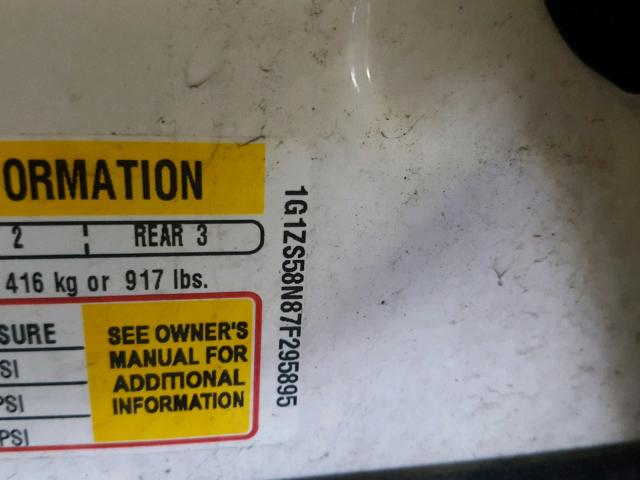 ORMATION
2 REAR 3
416 kg or 917 lbs.
SURE
SI
PSI
PSI
SEE OWNER'S
MANUAL FOR
ADDITIONAL
INFORMATION
1G1ZS58N87F295895